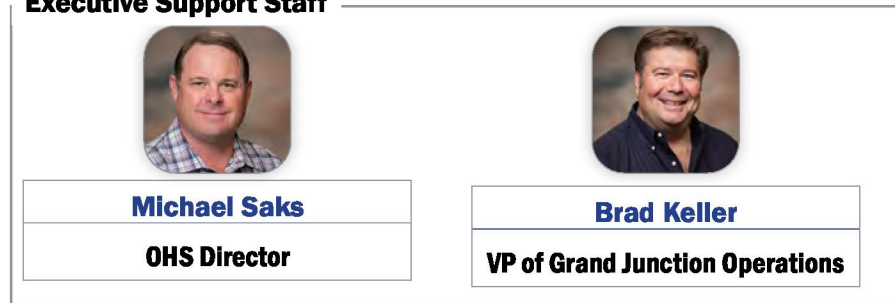 Executive Support Staff
Michael Saks
Brad Keller
OHS Director
VP of Grand Junction Operations